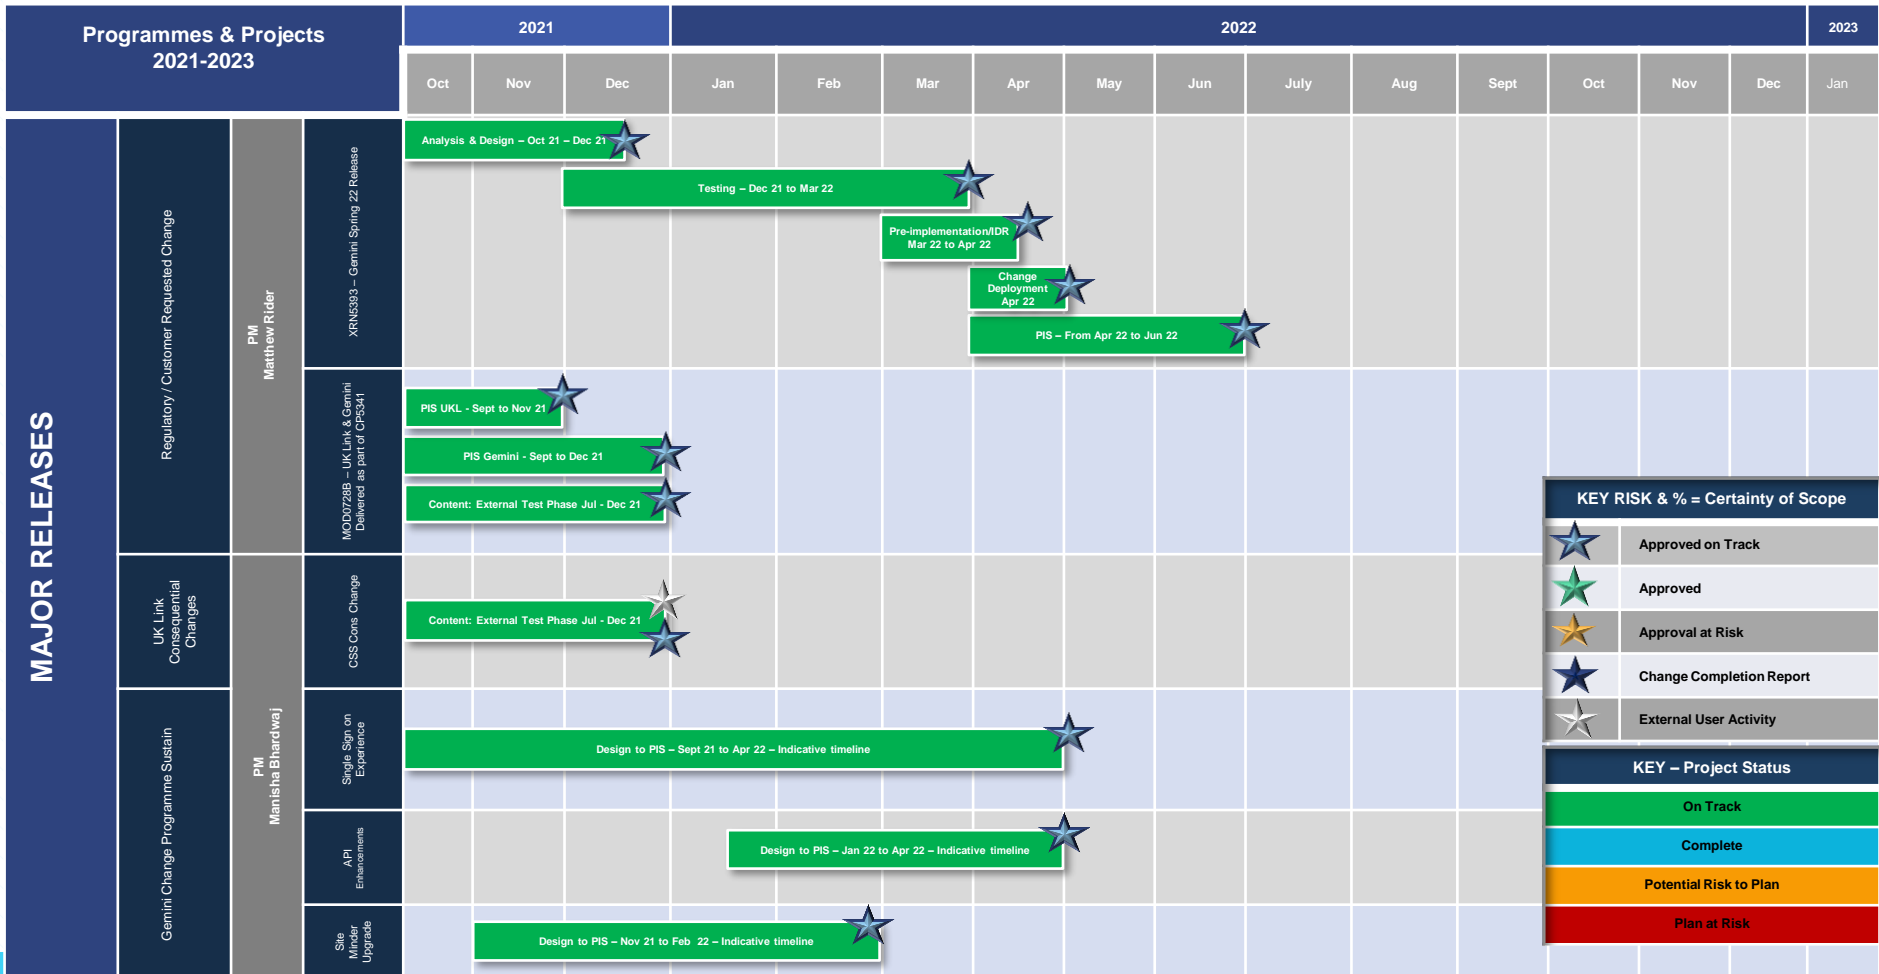 Programmes & Projects
2021-2023
2021
2022
2023
Oct
Nov
Dec
Jan
Feb
Mar
Apr
May
Jun
July
Aug
Sept
Oct
Nov
Dec
Jan
MAJOR RELEASES
Regulatory / Customer Requested Change
PM
Matthew Rider
XRN5393 – Gemini Spring 22 Release
Analysis & Design – Oct 21 – Dec 21
Testing – Dec 21 to Mar 22
Pre-implementation/IDR
Mar 22 to Apr 22
Change
Deployment
Apr 22
PIS – From Apr 22 to Jun 22
MOD0728B – UK Link & Gemini
Delivered as part of CP5341
PIS UKL - Sept to Nov 21
PIS Gemini - Sept to Dec 21
Content: External Test Phase Jul - Dec 21
UK Link
Consequential
Changes
PM
Manisha Bhardwaj
CSS Cons Change
Content: External Test Phase Jul - Dec 21
Gemini Change Programme Sustain
Single Sign on
Experience
Design to PIS – Sept 21 to Apr 22 – Indicative timeline
API
Enhancements
Design to PIS – Jan 22 to Apr 22 – Indicative timeline
Site
Minder
Upgrade
Design to PIS – Nov 21 to Feb 22 – Indicative timeline
KEY RISK & % = Certainty of Scope
Approved on Track
Approved
Approval at Risk
Change Completion Report
External User Activity
KEY – Project Status
On Track
Complete
Potential Risk to Plan
Plan at Risk